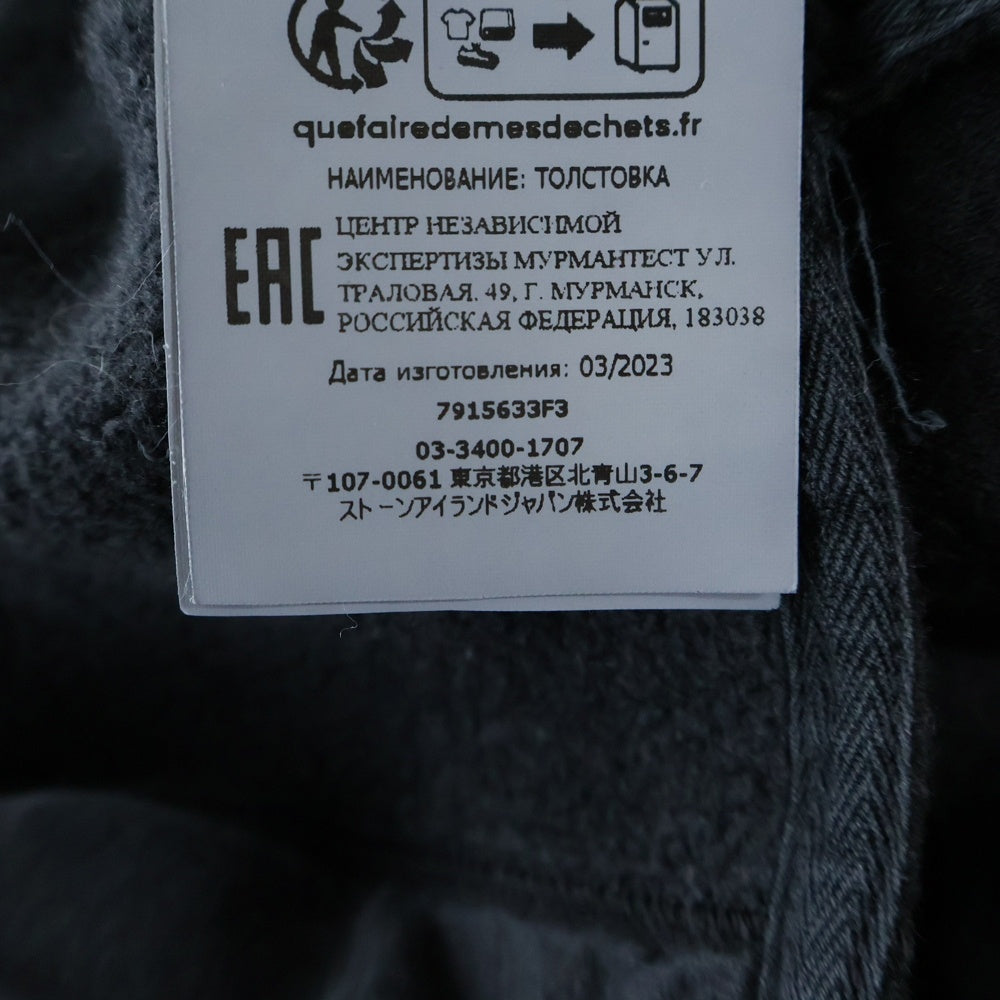 quefairedemesdechets.fr
НАИМЕНОВАНИЕ: ТОЛСТОВКА
EAC
ЦЕНТР НЕЗАВИСИМОЙ
ЭКСПЕРТИЗЫ МУРМАНТЕСТ УЛ.
ТРАЛОВАЯ. 49, Г. МУРМАНСК,
РОССИЙСКАЯ ФЕДЕРАЦИЯ, 183038
Дата изготовления: 03/2023
7915633F3
03-3400-1707
〒107-0061 東京都港区北青山3-6-7
ストーンアイランドジャパン株式会社